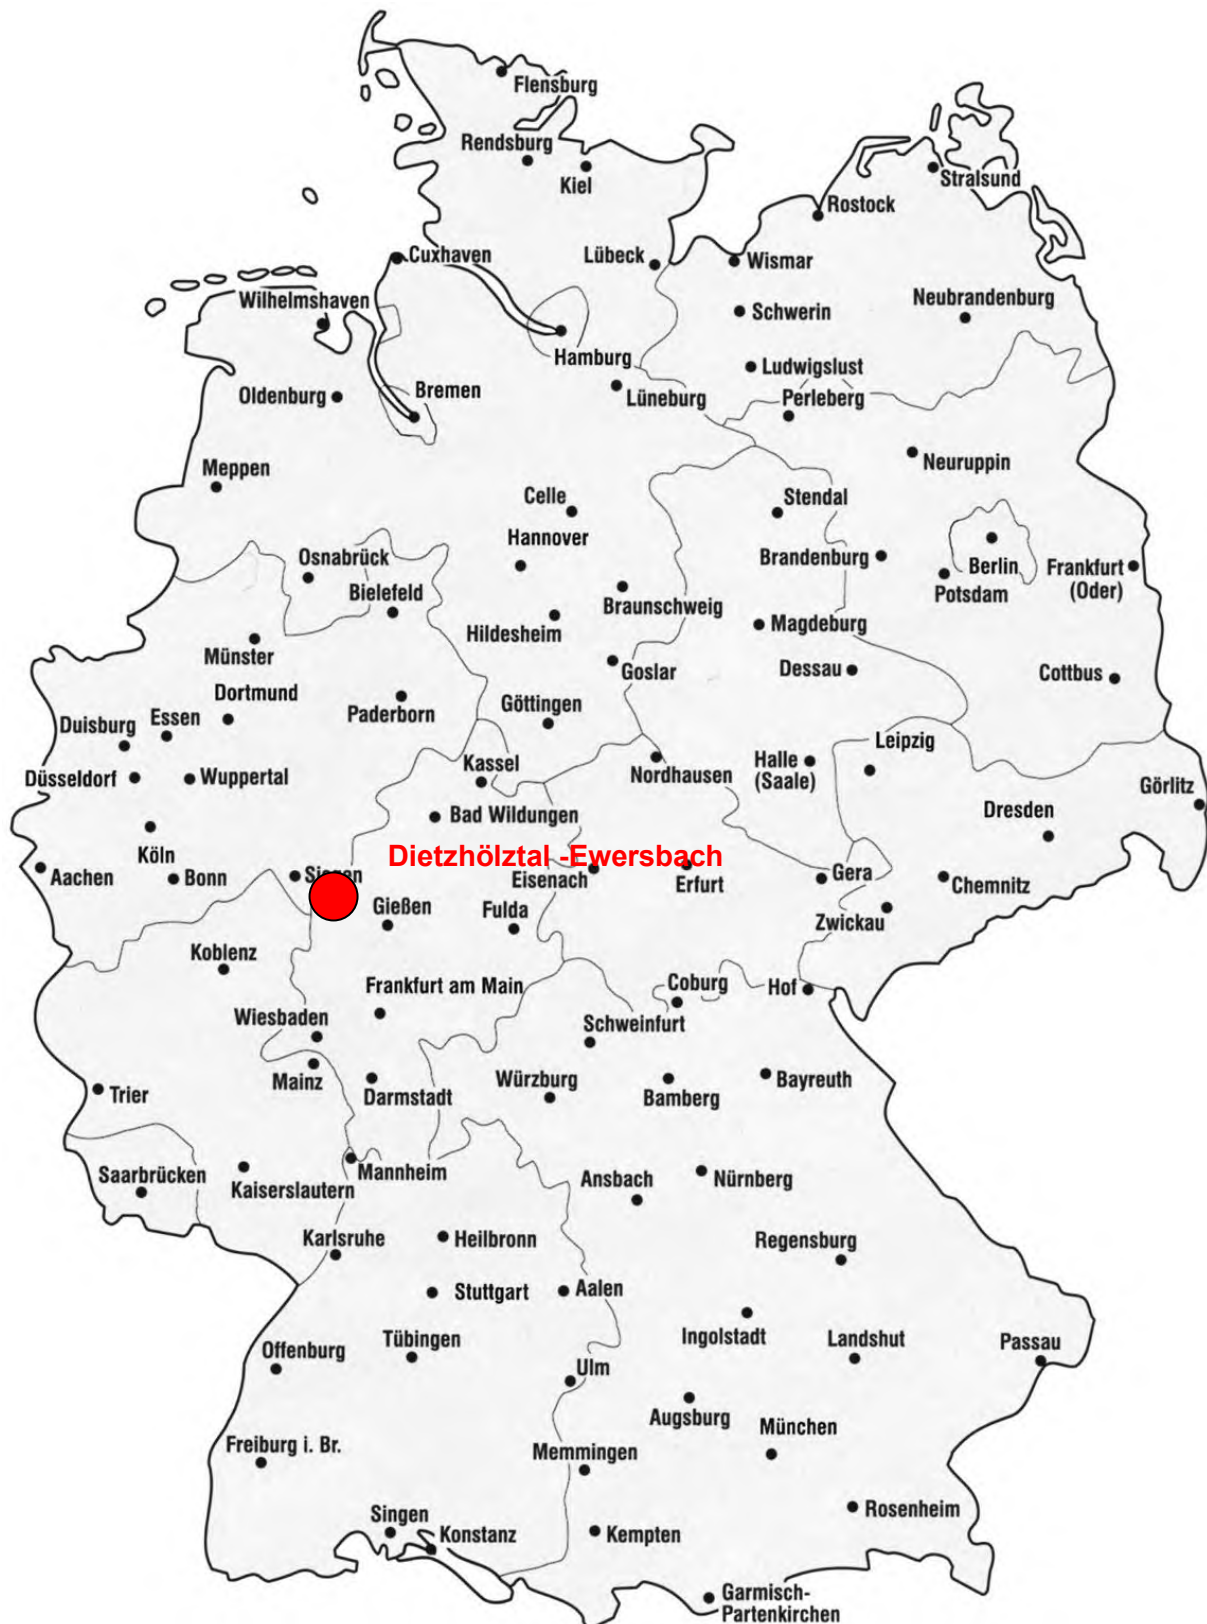 Flensburg
Rendsburg
Kiel
Stralsund
Rostock
Cuxhaven
Lübeck
Wismar
Wilhelmshaven
Schwerin
Neubrandenburg
Hamburg
Ludwigslust
Oldenburg
Bremen
Lüneburg
Perleberg
Meppen
Neuruppin
Celle
Stendal
Hannover
Osnabrück
Brandenburg
Berlin
Frankfurt
(Oder)
Bielefeld
Potsdam
Braunschweig
Hildesheim
Magdeburg
Münster
Goslar
Dessau
Cottbus
Dortmund
Paderborn
Göttingen
Duisburg
Essen
Leipzig
Düsseldorf
Wuppertal
Kassel
Nordhausen
Halle
(Saale)
Görlitz
Bad Wildungen
Dresden
Köln
Dietzhölztal -Ewersbach
Aachen
Bonn
Siegen
Eisenach
Erfurt
Gera
Chemnitz
Gießen
Fulda
Zwickau
Koblenz
Frankfurt am Main
Coburg
Hof
Wiesbaden
Schweinfurt
Mainz
Würzburg
Bayreuth
Trier
Darmstadt
Bamberg
Saarbrücken
Mannheim
Ansbach
Nürnberg
Kaiserslautern
Karlsruhe
Heilbronn
Regensburg
Stuttgart
Aalen
Tübingen
Ingolstadt
Landshut
Passau
Offenburg
Ulm
Augsburg
München
Freiburg i. Br.
Memmingen
Singen
Rosenheim
Konstanz
Kempten
Garmisch-
Partenkirchen